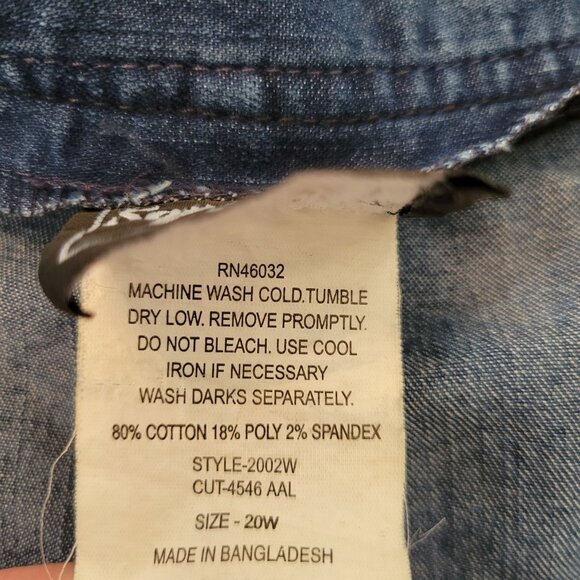 RN46032
MACHINE WASH COLD.TUMBLE
DRY LOW. REMOVE PROMPTLY.
DO NOT BLEACH. USE COOL
IRON IF NECESSARY
WASH DARKS SEPARATELY.
80% COTTON 18% POLY 2% SPANDEX
STYLE-2002W
CUT-4546 AAL
SIZE - 20W
MADE IN BANGLADESH